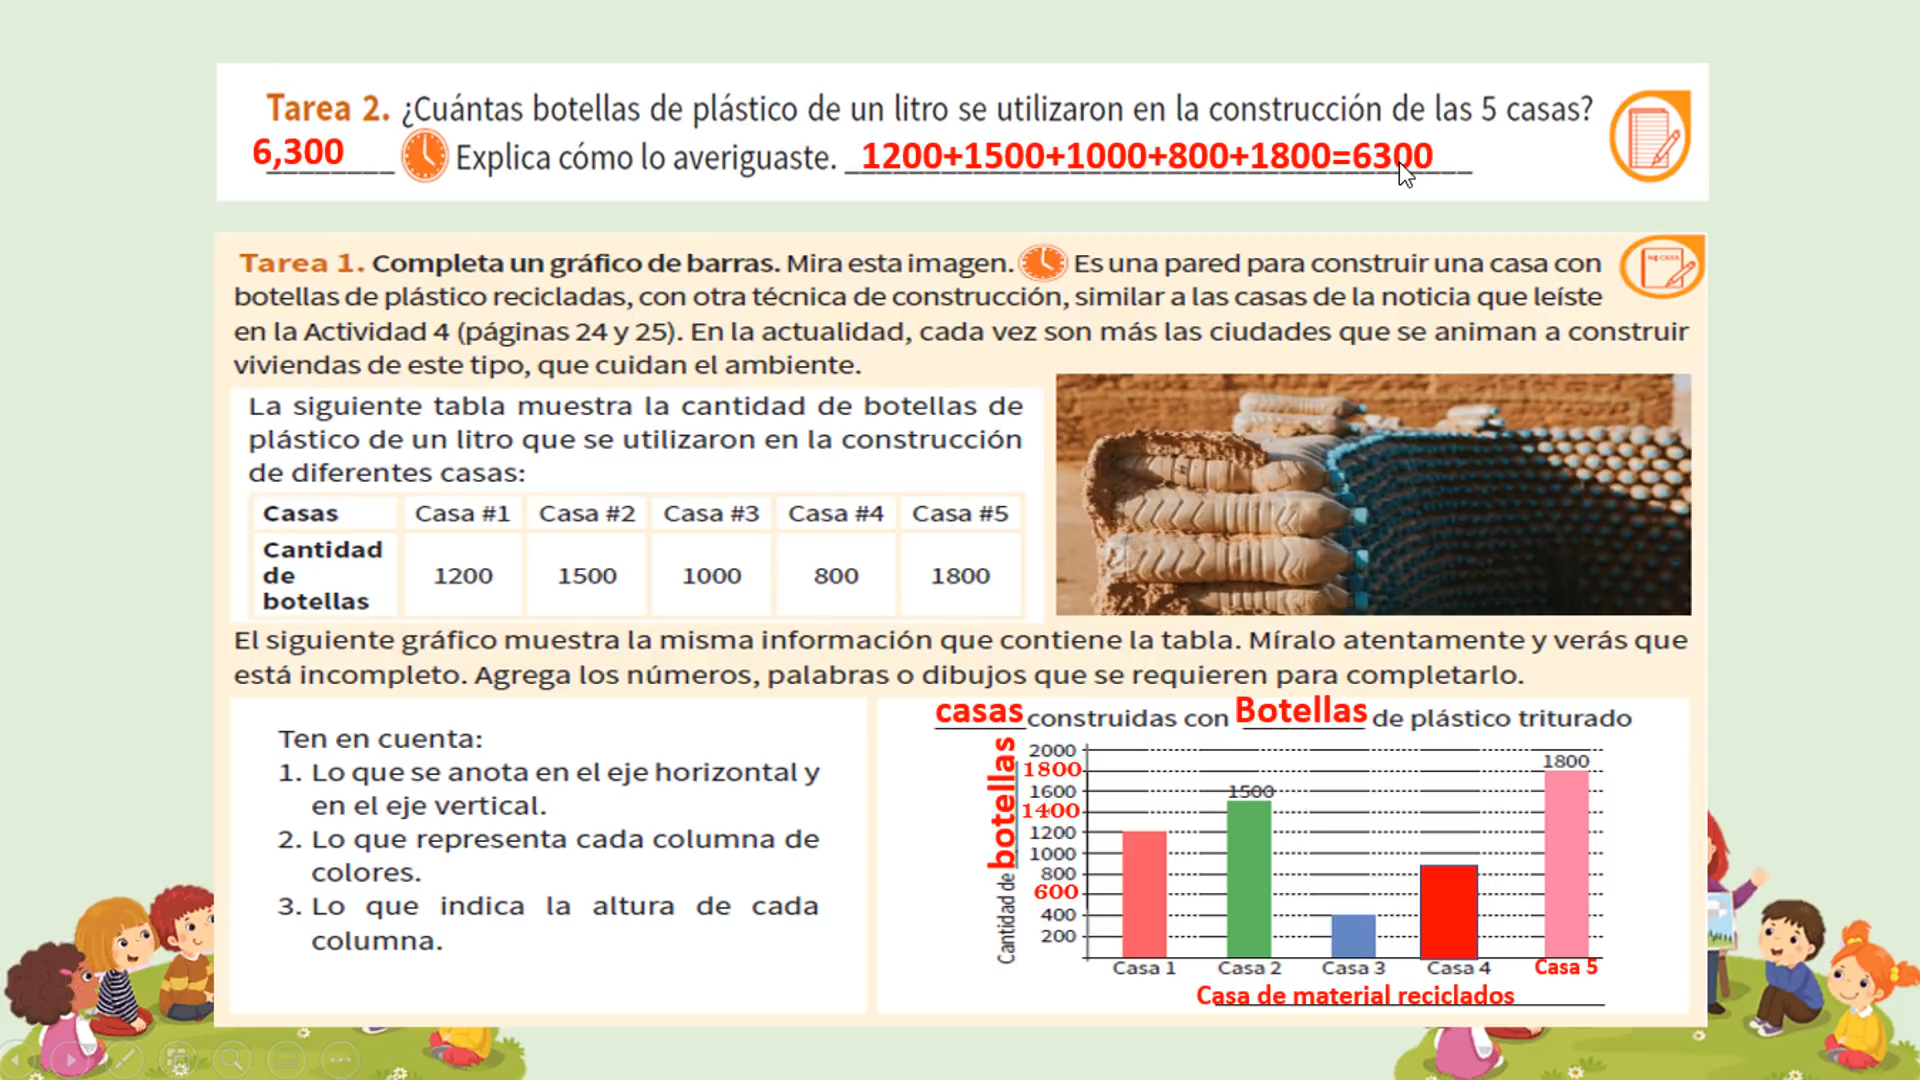 Tarea 2. ¿Cuántas botellas de plástico de un litro se utilizaron en la construcción de las 5 casas?
6,300 Explica cómo lo averiguaste. 1200+1500+1000+800+1800=6300
Tarea 1. Completa un gráfico de barras. Mira esta imagen. Es una pared para construir una casa con
botellas de plástico recicladas, con otra técnica de construcción, similar a las casas de la noticia que leíste
en la Actividad 4 (páginas 24 y 25). En la actualidad, cada vez son más las ciudades que se animan a construir
viviendas de este tipo, que cuidan el ambiente.
La siguiente tabla muestra la cantidad de botellas de
plástico de un litro que se utilizaron en la construcción
de diferentes casas:
Casas Casa #1 Casa #2 Casa #3 Casa #4 Casa #5
Cantidad de botellas 1200 1500 1000 800 1800
El siguiente gráfico muestra la misma información que contiene la tabla. Míralo atentamente y verás que
está incompleto. Agrega los números, palabras o dibujos que se requieren para completarlo.
Ten en cuenta:
1. Lo que se anota en el eje horizontal y
en el eje vertical.
2. Lo que representa cada columna de
colores.
3. Lo que indica la altura de cada
columna.
casas construidas con Botellas de plástico triturado
Cantidad de botellas
2000
1800
1600
1400
1200
1000
800
600
400
200
1500
1800
Casa 1 Casa 2 Casa 3 Casa 4 Casa 5
Casa de material reciclados